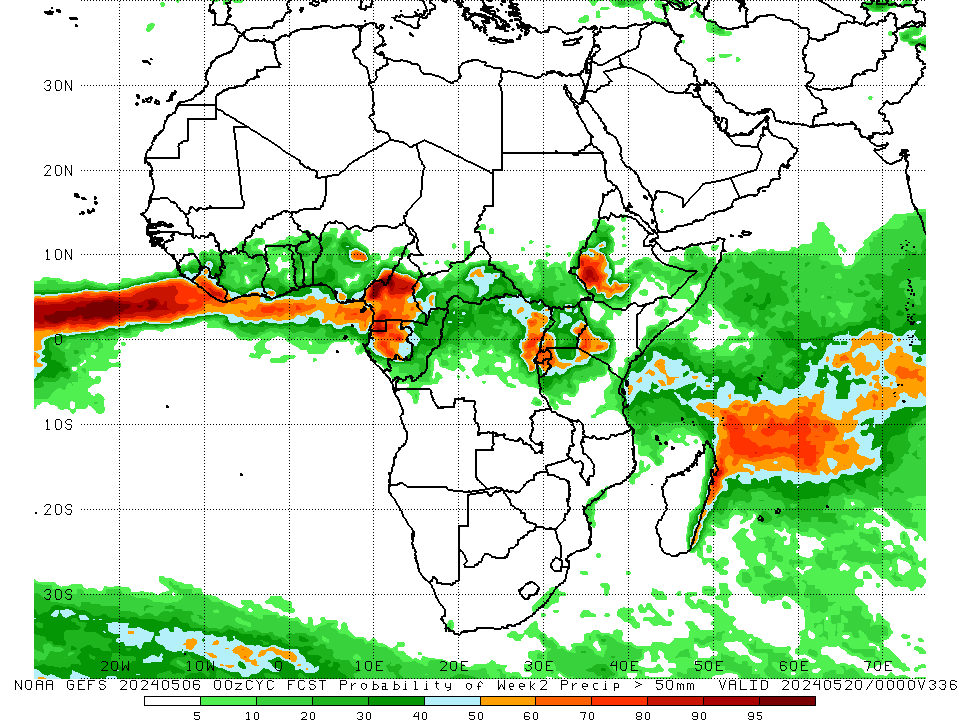 30N
20N
10N
0
10S
20S
30S
20W 10W 0 10E 20E 30E 40E 50E 60E 70E
NOAA GEFS 20240506 00zCYC FCST Probability of Week2 Precip > 50mm VALID 20240520/0000V336
5 10 20 30 40 50 60 70 80 90 95